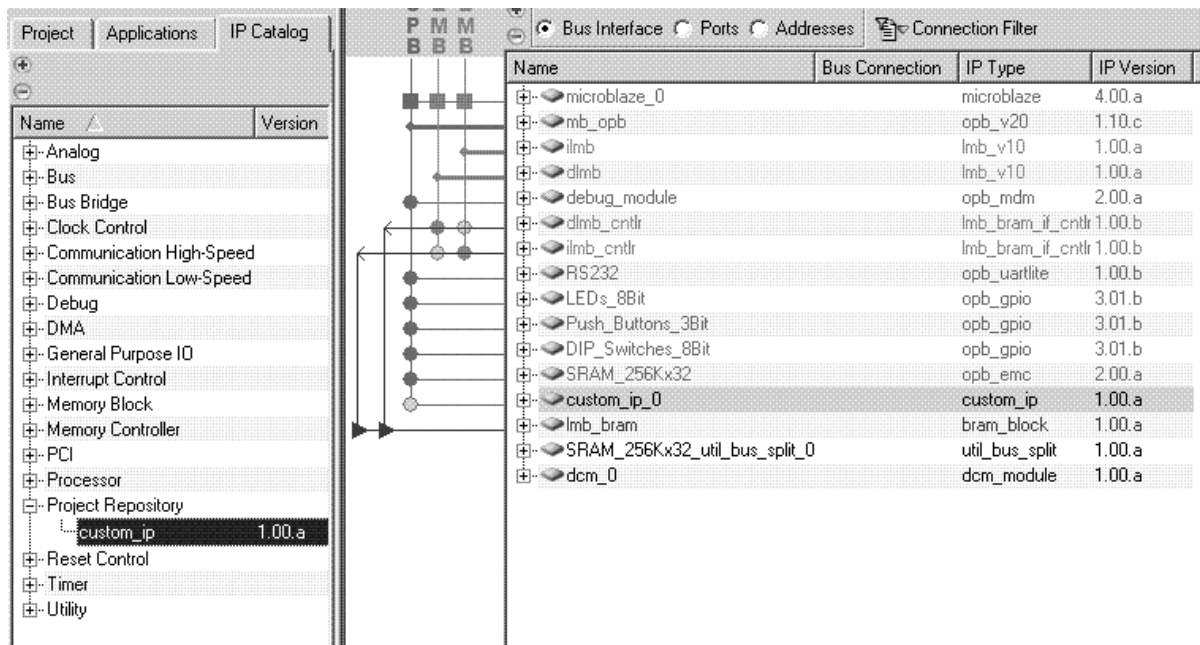 Project Applications IP Catalog
Name Version
Analog
Bus
Bus Bridge
Clock Control
Communication High-Speed
Communication Low-Speed
Debug
DMA
General Purpose IO
Interrupt Control
Memory Block
Memory Controller
PCI
Processor
Project Repository
custom_ip 1.00.a
Reset Control
Timer
Utility
P M M
B B B
Bus Interface Ports Addresses Connection Filter
Name Bus Connection IP Type IP Version
microblaze_0 microblaze 4.00.a
mb_opb opb_v20 1.10.c
ilmb lmb_v10 1.00.a
dlmb lmb_v10 1.00.a
debug_module opb_mdm 2.00.a
dlmb_cntlr lmb_bram_if_cntlr 1.00.b
ilmb_cntlr lmb_bram_if_cntlr 1.00.b
RS232 opb_uartlite 1.00.b
LEDs_8Bit opb_gpio 3.01.b
Push_Buttons_3Bit opb_gpio 3.01.b
DIP_Switches_8Bit opb_gpio 3.01.b
SRAM_256Kx32 opb_emc 2.00.a
custom_ip_0 custom_ip 1.00.a
lmb_bram bram_block 1.00.a
SRAM_256Kx32_util_bus_split_0 util_bus_split 1.00.a
dcm_0 dcm_module 1.00.a